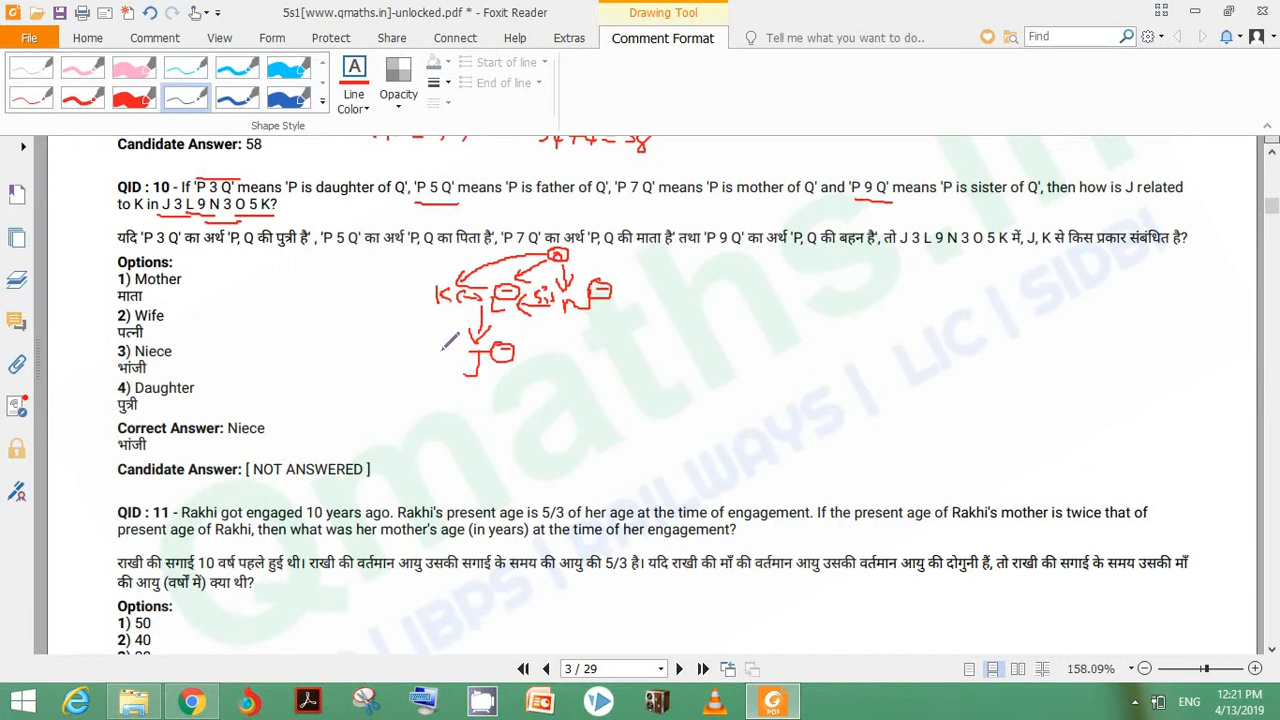 5s1[www.qmaths.in]-unlocked.pdf * - Foxit Reader
Drawing Tool
File Home Comment View Form Protect Share Connect Help Extras Comment Format Tell me what you want to do... Find
Start of line
End of line
Line Color
Opacity
Shape Style
Candidate Answer: 58
QID : 10 - If 'P 3 Q' means 'P is daughter of Q', 'P 5 Q' means 'P is father of Q', 'P 7 Q' means 'P is mother of Q' and 'P 9 Q' means 'P is sister of Q', then how is J related
to K in J 3 L 9 N 3 O 5 K?
यदि 'P 3 Q' का अर्थ 'P, Q की पुत्री है' , 'P 5 Q' का अर्थ 'P, Q का पिता है', 'P 7 Q' का अर्थ 'P, Q की माता है' तथा 'P 9 Q' का अर्थ 'P, Q की बहन है', तो J 3 L 9 N 3 O 5 K में, J, K से किस प्रकार संबंधित है?
Options:
1) Mother
माता
2) Wife
पत्नी
3) Niece
भांजी
4) Daughter
पुत्री
K L sis n
J
Correct Answer: Niece
भांजी
Candidate Answer: [ NOT ANSWERED ]
QID : 11 - Rakhi got engaged 10 years ago. Rakhi's present age is 5/3 of her age at the time of engagement. If the present age of Rakhi's mother is twice that of
present age of Rakhi, then what was her mother's age (in years) at the time of her engagement?
राखी की सगाई 10 वर्ष पहले हुई थी। राखी की वर्तमान आयु उसकी सगाई के समय की आयु की 5/3 है। यदि राखी की माँ की वर्तमान आयु उसकी वर्तमान आयु की दोगुनी हैं, तो राखी की सगाई के समय उसकी माँ
की आयु (वर्षों में) क्या थी?
Options:
1) 50
2) 40
Qmaths.in
LIC | SIDBI
IBPS | RAILWAYS |
3 / 29
158.09%
ENG
12:21 PM
4/13/2019